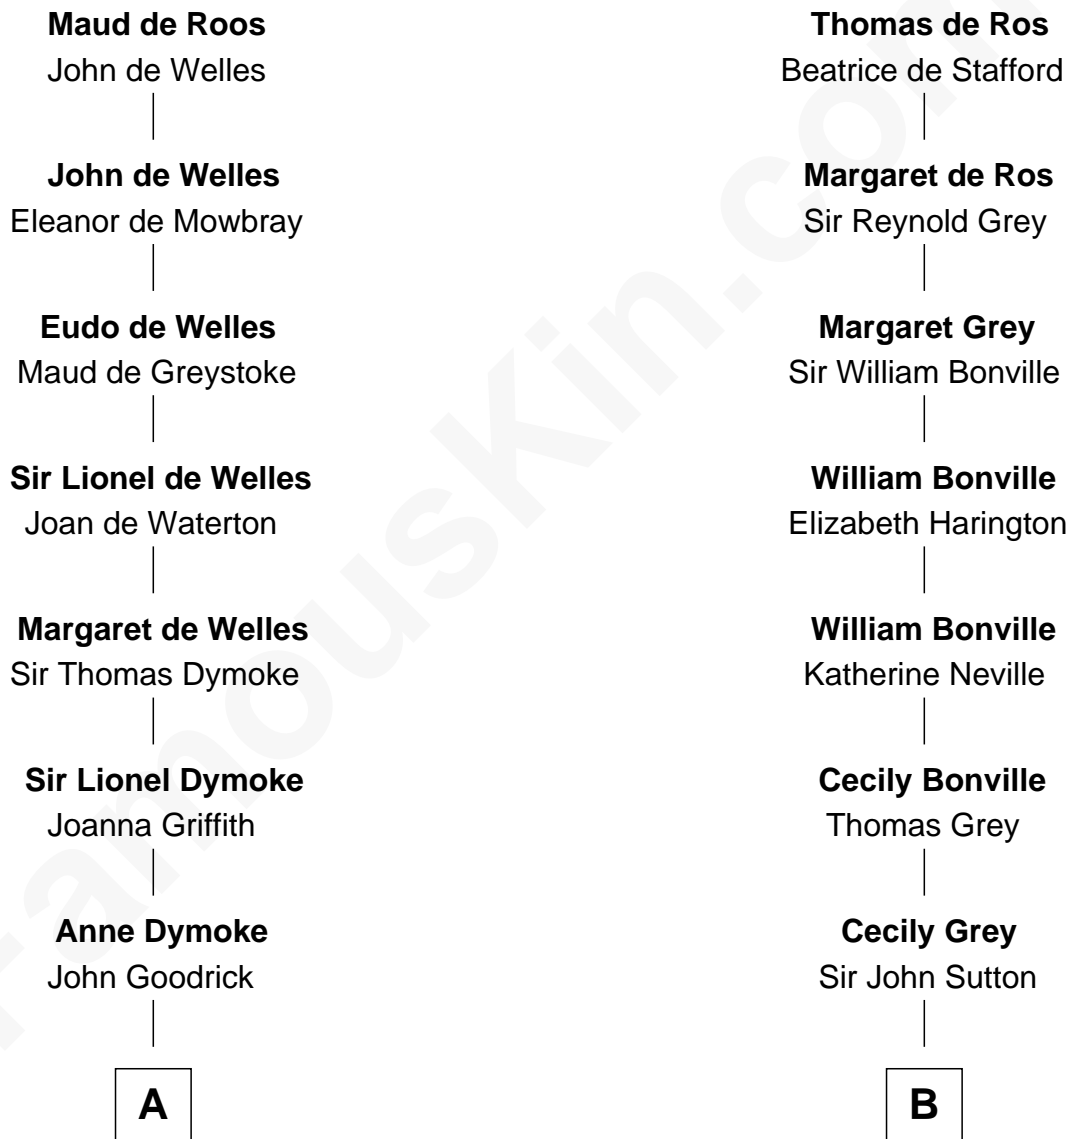 Maud de Roos
John de Welles
John de Welles
Eleanor de Mowbray
Eudo de Welles
Maud de Greystoke
Sir Lionel de Welles
Joan de Waterton
Margaret de Welles
Sir Thomas Dymoke
Sir Lionel Dymoke
Joanna Griffith
Anne Dymoke
John Goodrick
A
Thomas de Ros
Beatrice de Stafford
Margaret de Ros
Sir Reynold Grey
Margaret Grey
Sir William Bonville
William Bonville
Elizabeth Harington
William Bonville
Katherine Neville
Cecily Bonville
Thomas Grey
Cecily Grey
Sir John Sutton
B
FamousKin.com